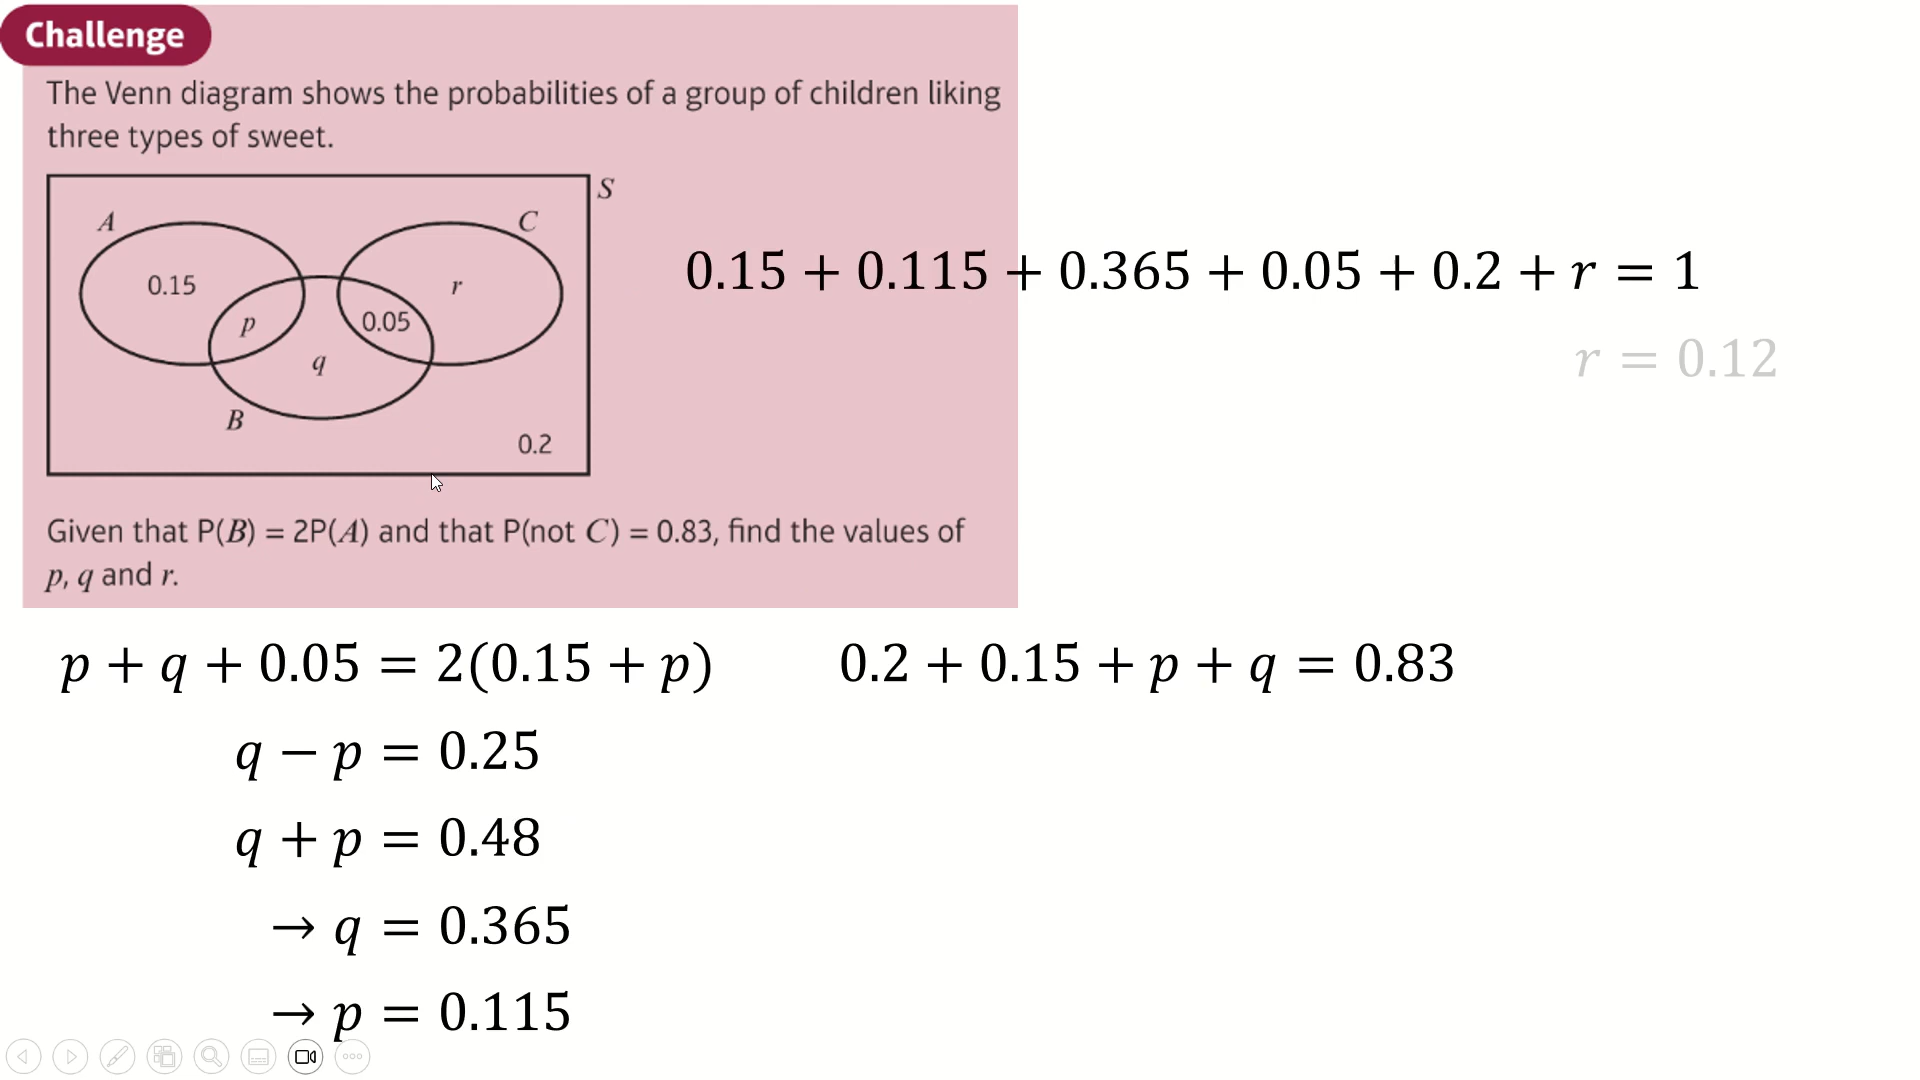 Challenge
The Venn diagram shows the probabilities of a group of children liking
three types of sweet.
S
A
C
0.15
r
p
0.05
q
B
0.2
0.15 + 0.115 + 0.365 + 0.05 + 0.2 + r = 1
r = 0.12
Given that P(B) = 2P(A) and that P(not C) = 0.83, find the values of
p, q and r.
p + q + 0.05 = 2(0.15 + p)
0.2 + 0.15 + p + q = 0.83
q − p = 0.25
q + p = 0.48
→ q = 0.365
→ p = 0.115